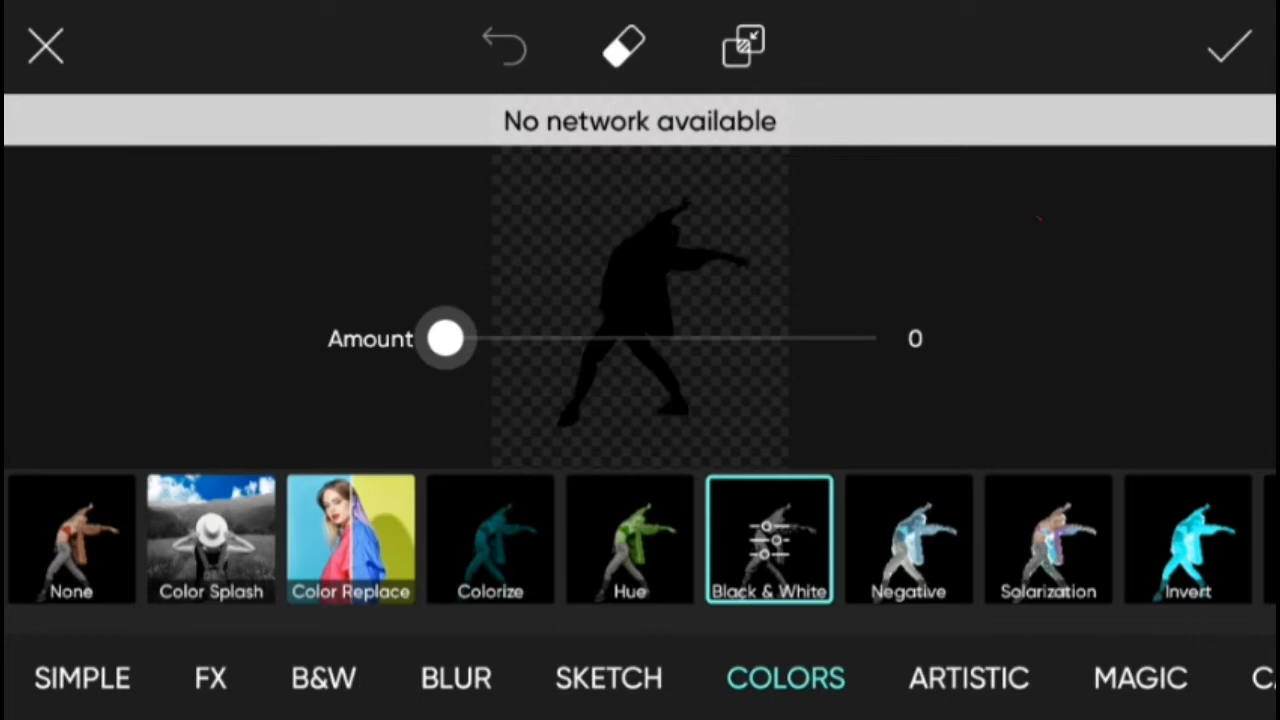 No network available
Amount 0
None Color Splash Color Replace Colorize Hue Black & White Negative Solarization Invert
SIMPLE FX B&W BLUR SKETCH COLORS ARTISTIC MAGIC